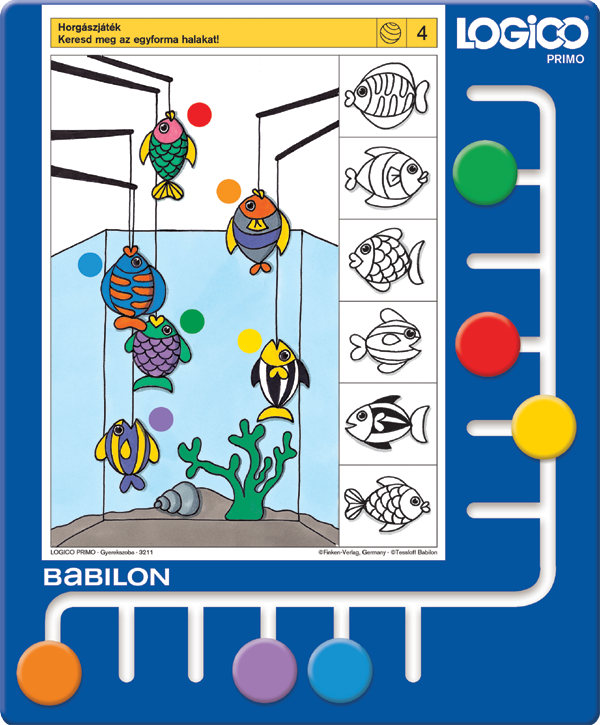 Horgászjáték
Keresd meg az egyforma halakat!
4
LOGICO
PRIMO
LOGICO PRIMO · Gyerekszoba · 3211
©Finken-Verlag, Germany · ©Tessloff Babilon
BABILON